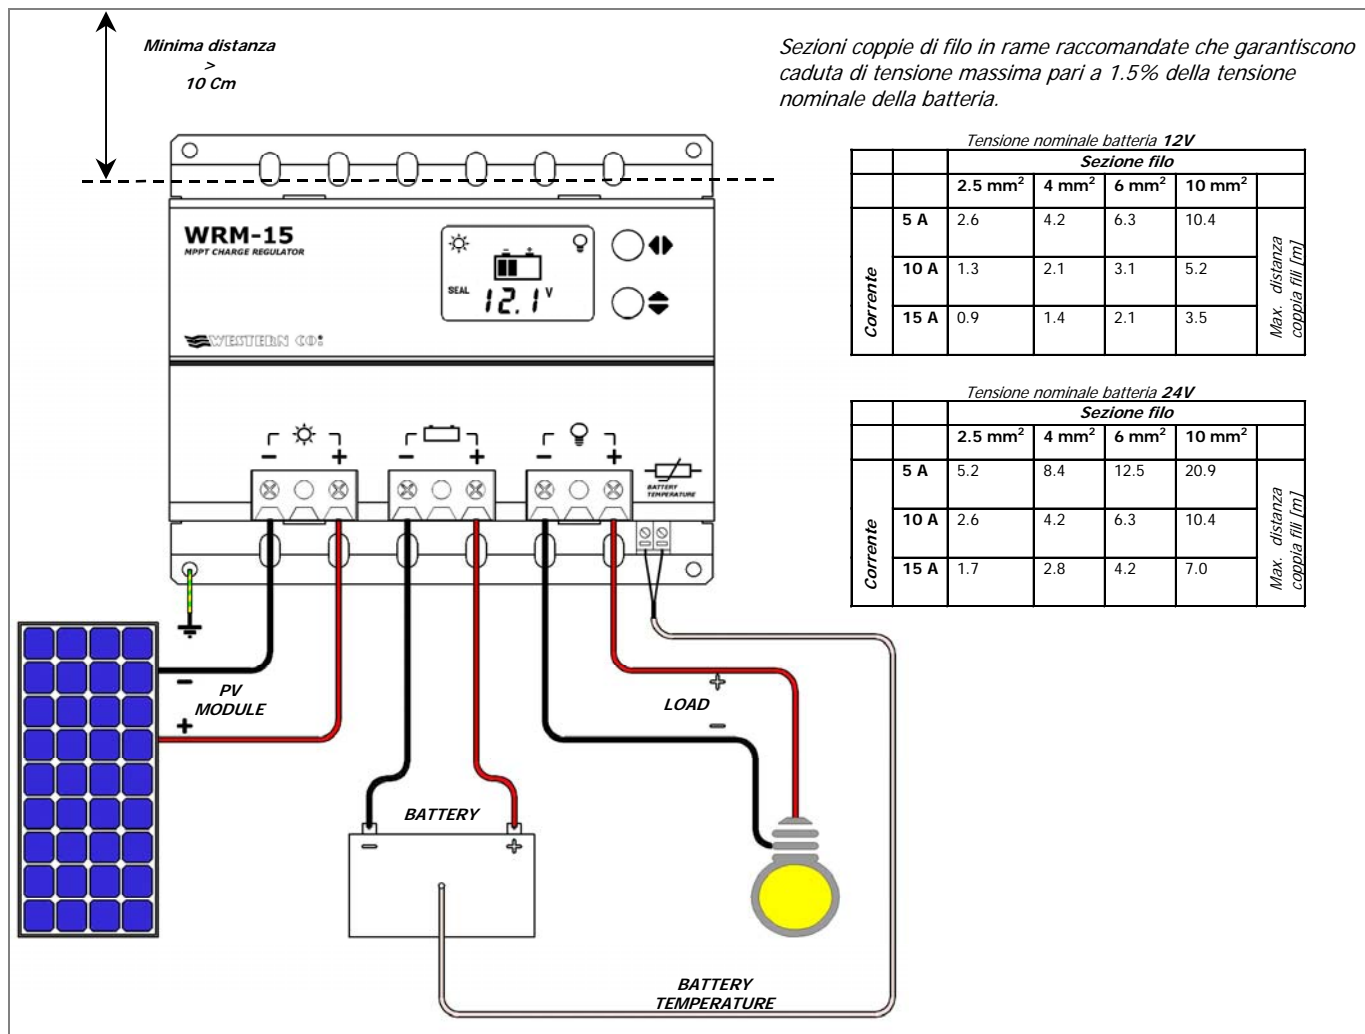 Minima distanza
>
10 Cm
Sezioni coppie di filo in rame raccomandate che garantiscono
caduta di tensione massima pari a 1.5% della tensione
nominale della batteria.
Tensione nominale batteria 12V
Sezione filo
2.5 mm² 4 mm² 6 mm² 10 mm²
5 A 2.6 4.2 6.3 10.4
10 A 1.3 2.1 3.1 5.2
15 A 0.9 1.4 2.1 3.5
Corrente
Max. distanza
coppia fili [m]
Tensione nominale batteria 24V
Sezione filo
2.5 mm² 4 mm² 6 mm² 10 mm²
5 A 5.2 8.4 12.5 20.9
10 A 2.6 4.2 6.3 10.4
15 A 1.7 2.8 4.2 7.0
Corrente
Max. distanza
coppia fili [m]
WRM-15
MPPT CHARGE REGULATOR
- +
SEAL 12.1 V
WESTERN CO:
- + - + - +
BATTERY
TEMPERATURE
-
PV
MODULE
+
LOAD
+
-
BATTERY
- +
BATTERY
TEMPERATURE